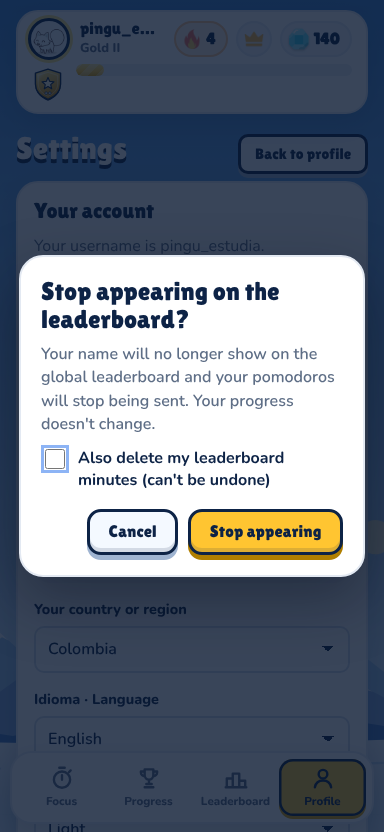 pingu_e...
Gold II
4
140
Settings
Back to profile
Your account
Your username is pingu_estudia.
Stop appearing on the
leaderboard?
Your name will no longer show on the
global leaderboard and your pomodoros
will stop being sent. Your progress
doesn't change.
Also delete my leaderboard
minutes (can't be undone)
Cancel
Stop appearing
Your country or region
Colombia
Idioma · Language
English
Focus
Progress
Leaderboard
Profile
Light